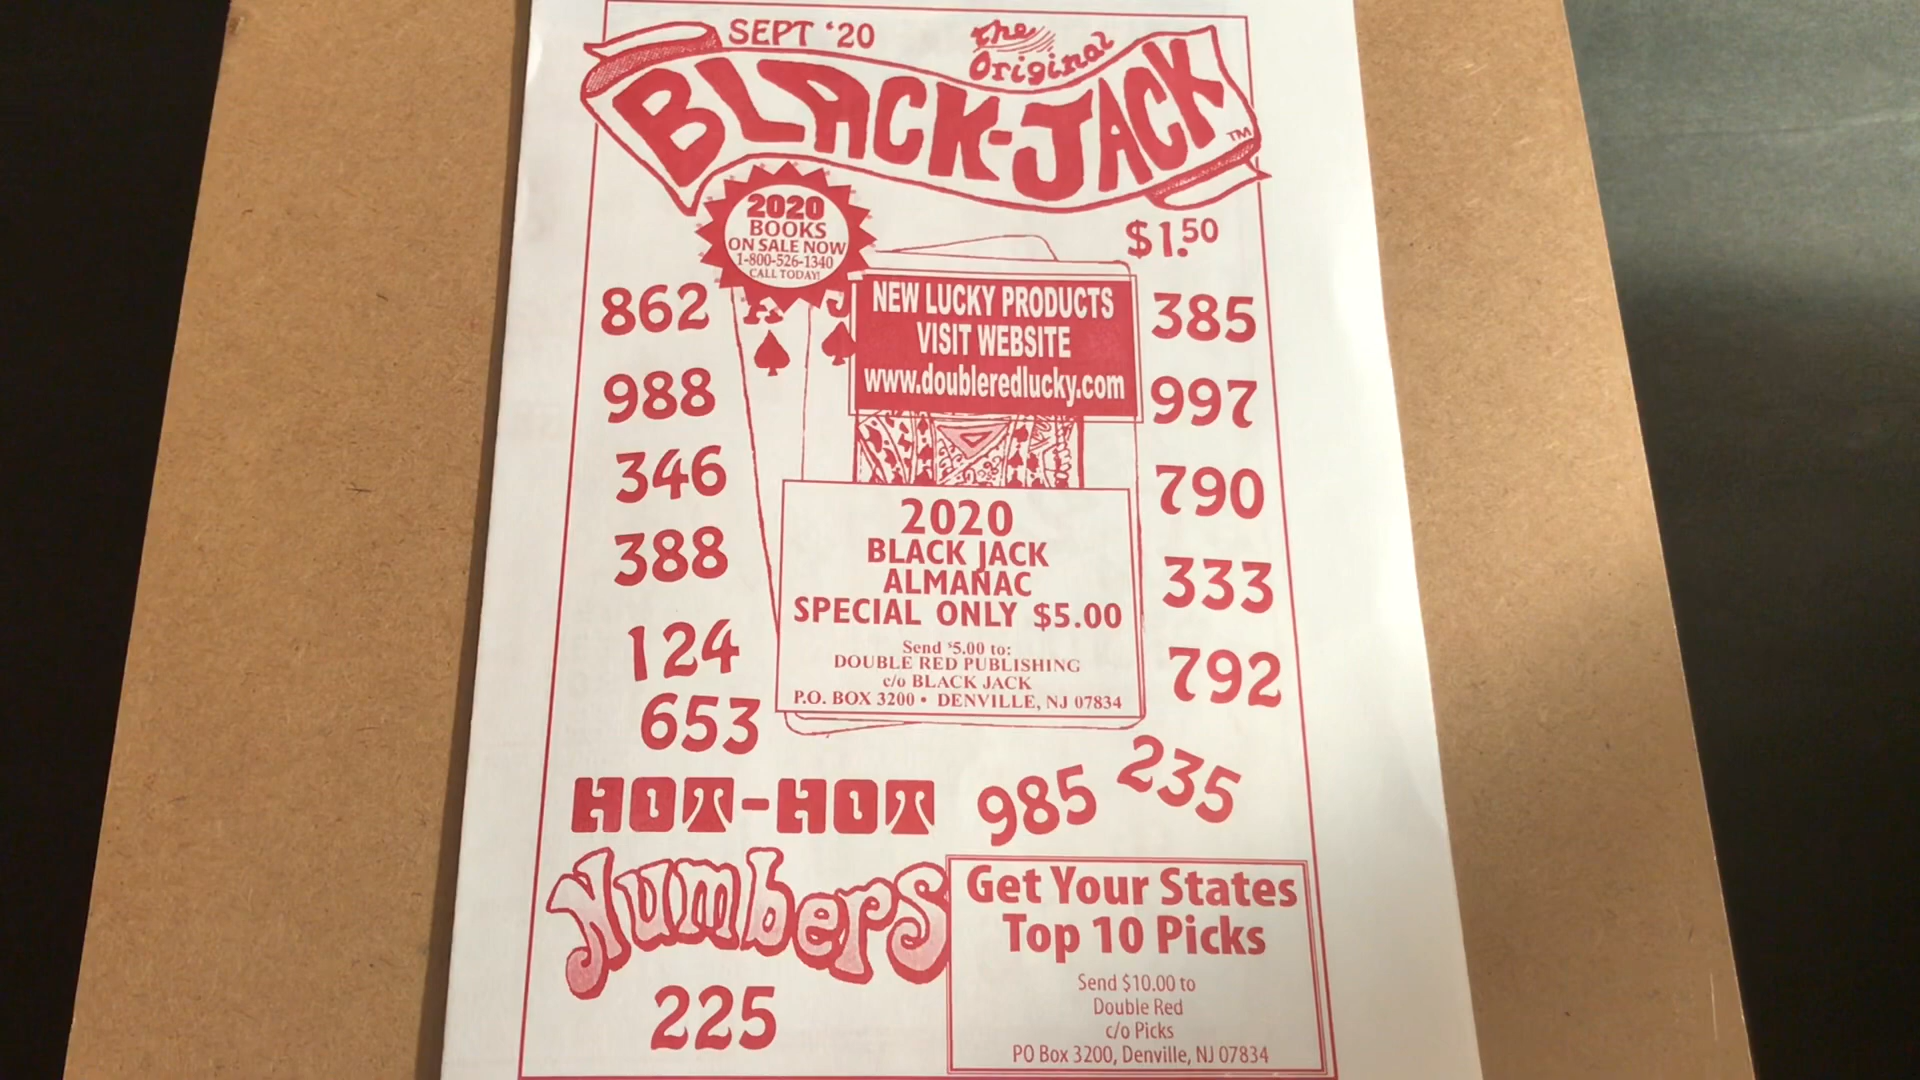 SEPT '20
the
Original
BLACK-JACK
TM
2020
BOOKS
ON SALE NOW
1-800-526-1340
CALL TODAY!
$1.50
A
J
NEW LUCKY PRODUCTS
VISIT WEBSITE
www.doubleredlucky.com
862
988
346
388
124
653
385
997
790
333
792
2020
BLACK JACK
ALMANAC
SPECIAL ONLY $5.00
Send $5.00 to:
DOUBLE RED PUBLISHING
c/o BLACK JACK
P.O. BOX 3200 • DENVILLE, NJ 07834
985
235
HOT-HOT
Numbers
225
Get Your States
Top 10 Picks
Send $10.00 to
Double Red
c/o Picks
PO Box 3200, Denville, NJ 07834